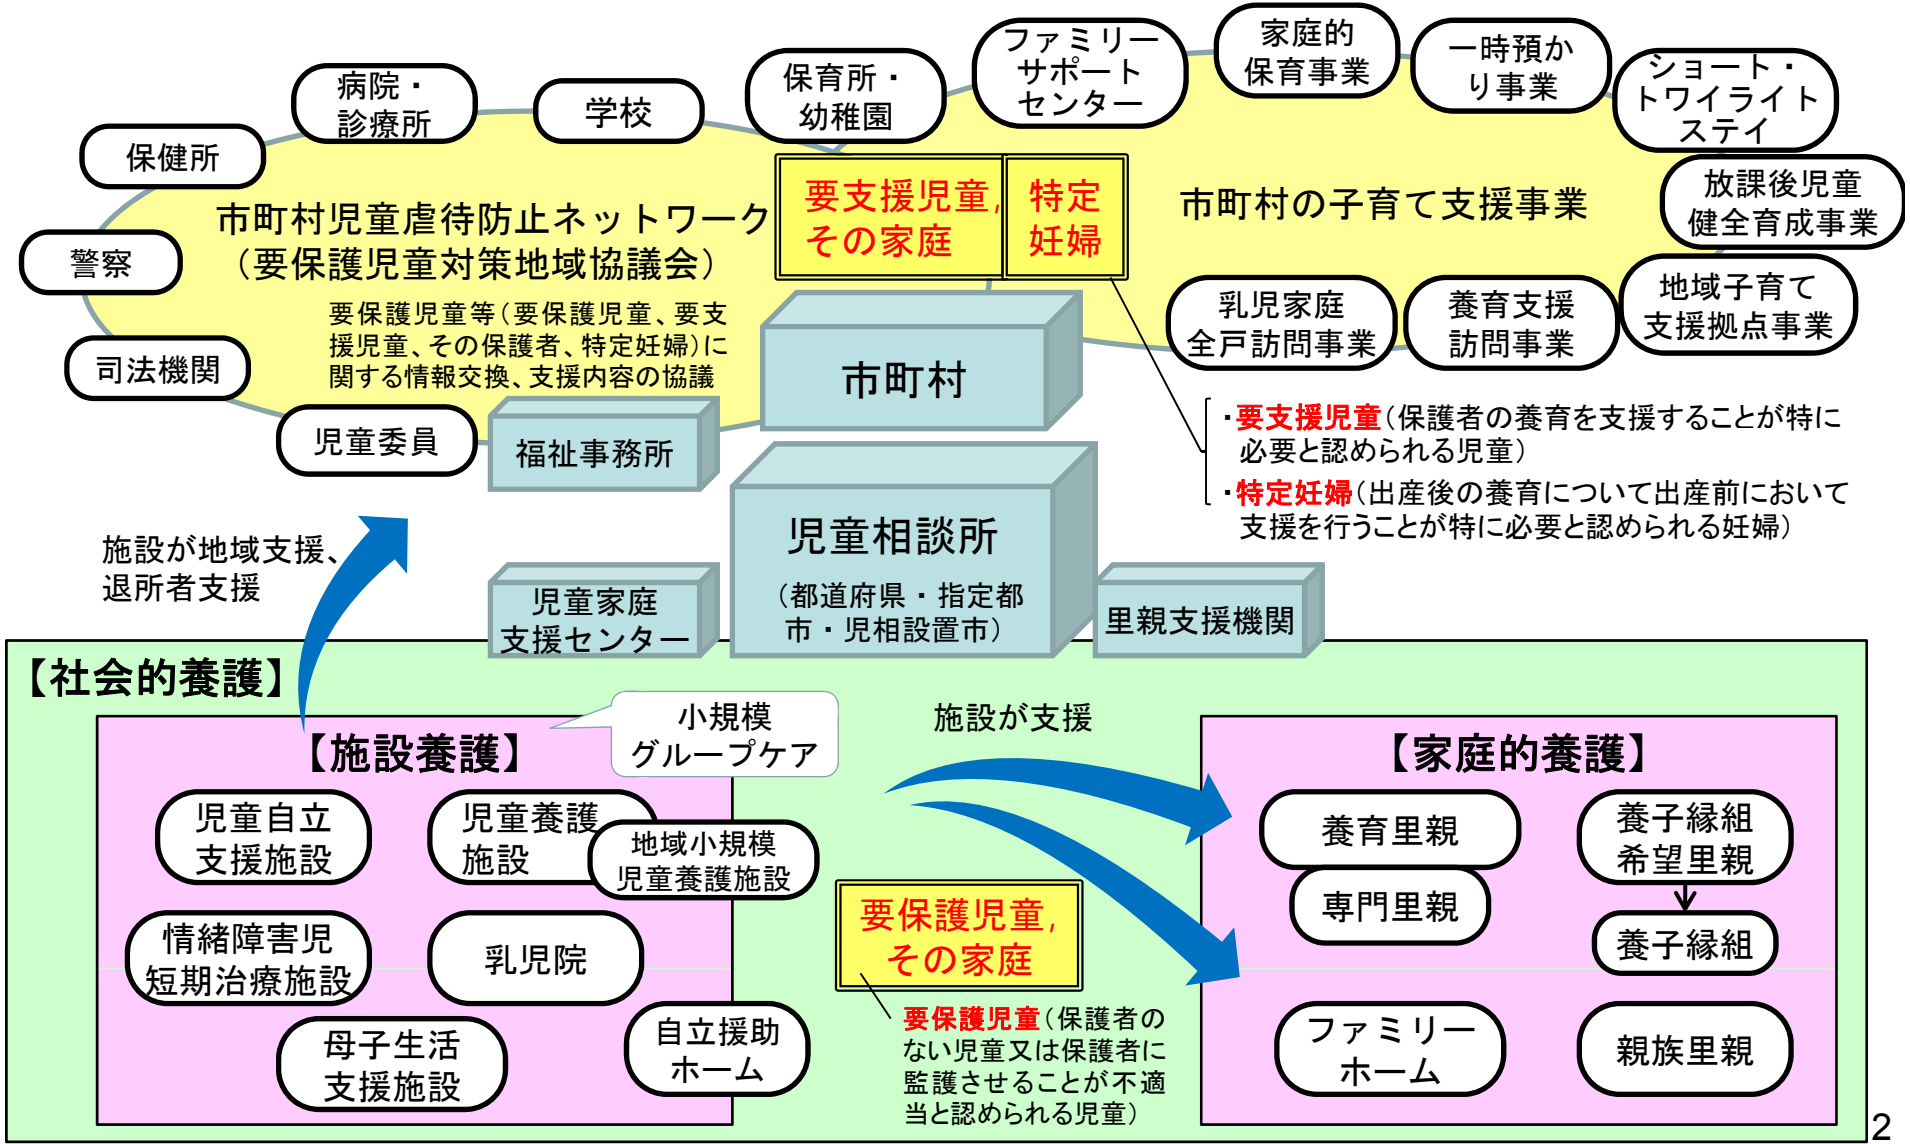 病院・
診療所
学校
保育所・
幼稚園
ファミリー
サポート
センター
家庭的
保育事業
一時預か
り事業
ショート・
トワイライト
ステイ
保健所
放課後児童
健全育成事業
警察
市町村児童虐待防止ネットワーク
（要保護児童対策地域協議会）
要保護児童等（要保護児童、要支
援児童、その保護者、特定妊婦）に
関する情報交換、支援内容の協議
要支援児童,
その家庭
特定
妊婦
市町村の子育て支援事業
乳児家庭
全戸訪問事業
養育支援
訪問事業
地域子育て
支援拠点事業
司法機関
児童委員
福祉事務所
市町村
・要支援児童（保護者の養育を支援することが特に
必要と認められる児童）
・特定妊婦（出産後の養育について出産前において
支援を行うことが特に必要と認められる妊婦）
施設が地域支援、
退所者支援
児童相談所
（都道府県・指定都
市・児相設置市）
児童家庭
支援センター
里親支援機関
【社会的養護】
小規模
グループケア
施設が支援
【施設養護】
児童自立
支援施設
児童養護
施設
地域小規模
児童養護施設
情緒障害児
短期治療施設
乳児院
母子生活
支援施設
自立援助
ホーム
要保護児童,
その家庭
要保護児童（保護者の
ない児童又は保護者に
監護させることが不適
当と認められる児童）
【家庭的養護】
養育里親
専門里親
養子縁組
希望里親
養子縁組
ファミリー
ホーム
親族里親
2